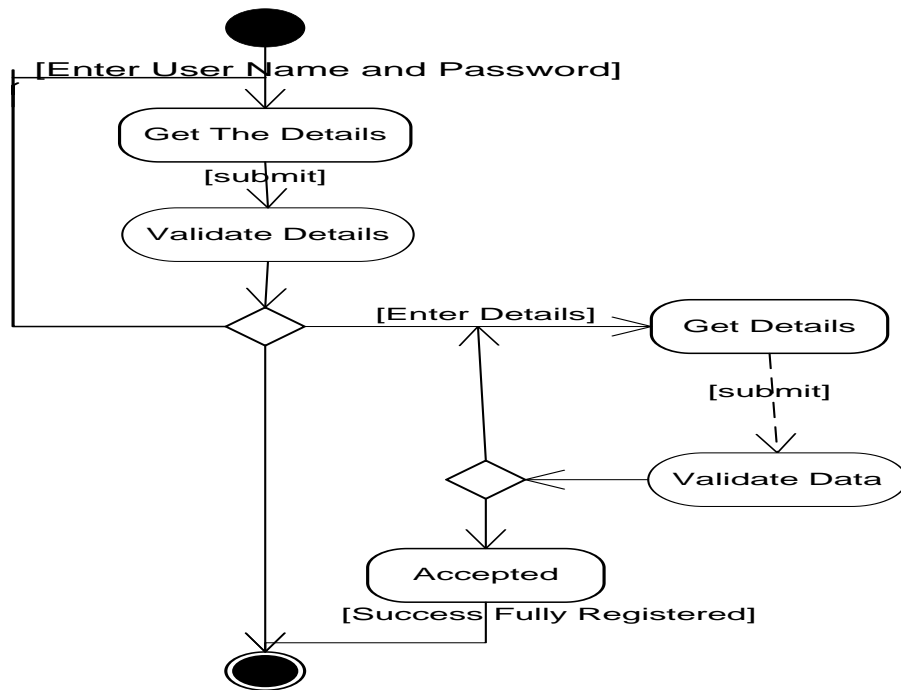 [Enter User Name and Password]
Get The Details
[submit]
Validate Details
[Enter Details]
Get Details
[submit]
Validate Data
Accepted
[Success Fully Registered]